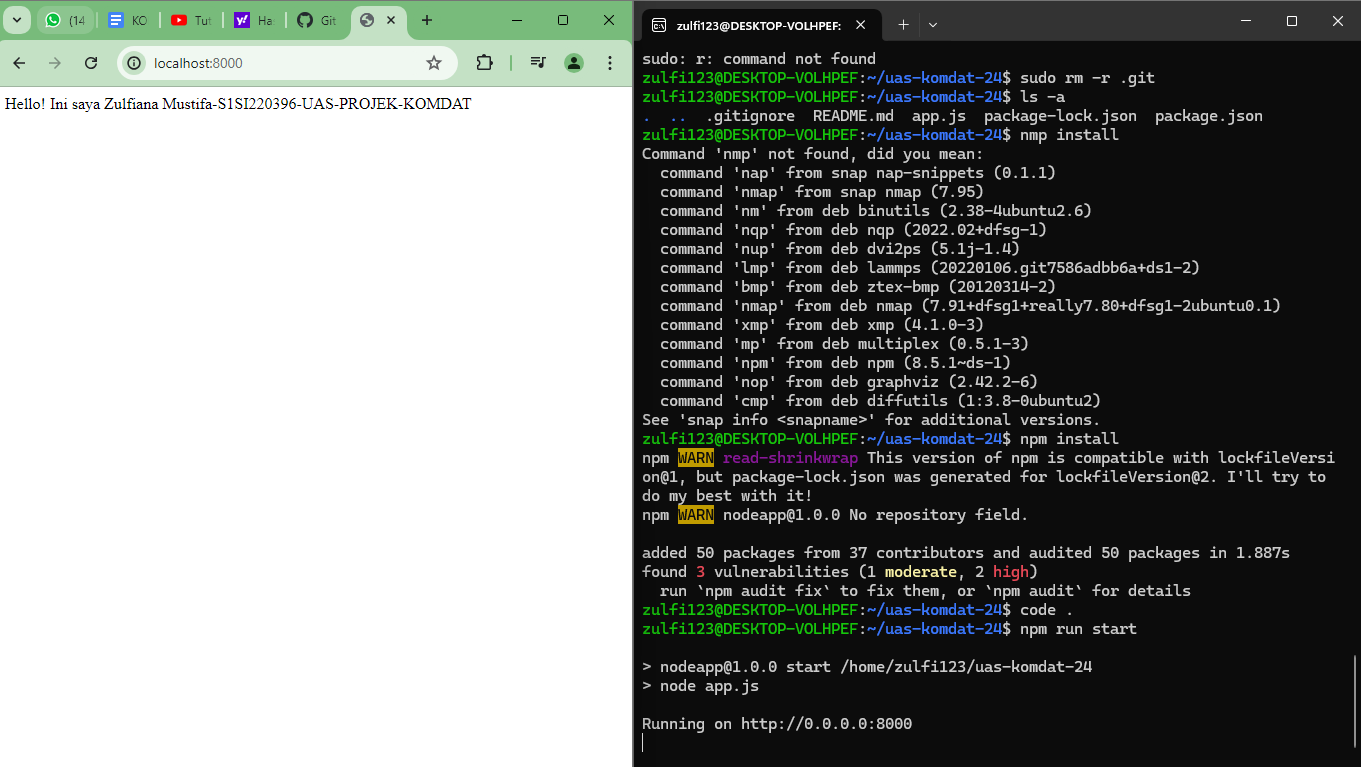 (14
KO
Tut
Ha
Git
localhost:8000
Hello! Ini saya Zulfiana Mustifa-S1SI220396-UAS-PROJEK-KOMDAT
zulfi123@DESKTOP-VOLHPEF:
sudo: r: command not found
zulfi123@DESKTOP-VOLHPEF:~/uas-komdat-24$ sudo rm -r .git
zulfi123@DESKTOP-VOLHPEF:~/uas-komdat-24$ ls -a
.  ..  .gitignore  README.md  app.js  package-lock.json  package.json
zulfi123@DESKTOP-VOLHPEF:~/uas-komdat-24$ nmp install
Command 'nmp' not found, did you mean:
  command 'nap' from snap nap-snippets (0.1.1)
  command 'nmap' from snap nmap (7.95)
  command 'nm' from deb binutils (2.38-4ubuntu2.6)
  command 'nqp' from deb nqp (2022.02+dfsg-1)
  command 'nup' from deb dvi2ps (5.1j-1.4)
  command 'lmp' from deb lammps (20220106.git7586adbb6a+ds1-2)
  command 'bmp' from deb ztex-bmp (20120314-2)
  command 'nmap' from deb nmap (7.91+dfsg1+really7.80+dfsg1-2ubuntu0.1)
  command 'xmp' from deb xmp (4.1.0-3)
  command 'mp' from deb multiplex (0.5.1-3)
  command 'npm' from deb npm (8.5.1~ds-1)
  command 'nop' from deb graphviz (2.42.2-6)
  command 'cmp' from deb diffutils (1:3.8-0ubuntu2)
See 'snap info <snapname>' for additional versions.
zulfi123@DESKTOP-VOLHPEF:~/uas-komdat-24$ npm install
npm WARN read-shrinkwrap This version of npm is compatible with lockfileVersi
on@1, but package-lock.json was generated for lockfileVersion@2. I'll try to
do my best with it!
npm WARN nodeapp@1.0.0 No repository field.
added 50 packages from 37 contributors and audited 50 packages in 1.887s
found 3 vulnerabilities (1 moderate, 2 high)
  run `npm audit fix` to fix them, or `npm audit` for details
zulfi123@DESKTOP-VOLHPEF:~/uas-komdat-24$ code .
zulfi123@DESKTOP-VOLHPEF:~/uas-komdat-24$ npm run start
> nodeapp@1.0.0 start /home/zulfi123/uas-komdat-24
> node app.js
Running on http://0.0.0.0:8000